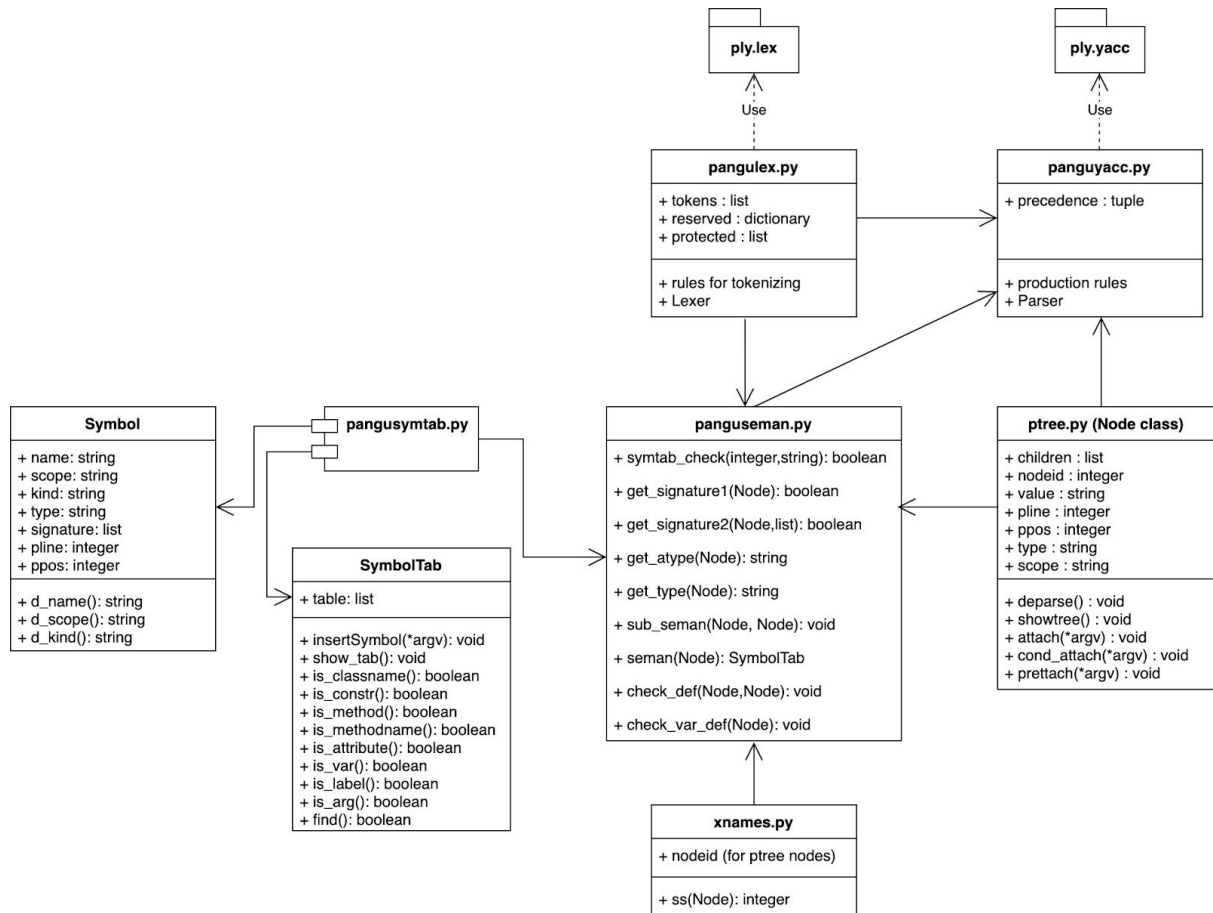 ply.lex
ply.yacc
Use
Use
pangulex.py
+ tokens : list
+ reserved : dictionary
+ protected : list
+ rules for tokenizing
+ Lexer
panguyacc.py
+ precedence : tuple
+ production rules
+ Parser
Symbol
+ name: string
+ scope: string
+ kind: string
+ type: string
+ signature: list
+ pline: integer
+ ppos: integer
+ d_name(): string
+ d_scope(): string
+ d_kind(): string
pangusymtab.py
SymbolTab
+ table: list
+ insertSymbol(*argv): void
+ show_tab(): void
+ is_classname(): boolean
+ is_constr(): boolean
+ is_method(): boolean
+ is_methodname(): boolean
+ is_attribute(): boolean
+ is_var(): boolean
+ is_label(): boolean
+ is_arg(): boolean
+ find(): boolean
panguseman.py
+ symtab_check(integer,string): boolean
+ get_signature1(Node): boolean
+ get_signature2(Node,list): boolean
+ get_atype(Node): string
+ get_type(Node): string
+ sub_seman(Node, Node): void
+ seman(Node): SymbolTab
+ check_def(Node,Node): void
+ check_var_def(Node): void
ptree.py (Node class)
+ children : list
+ nodeid : integer
+ value : string
+ pline : integer
+ ppos : integer
+ type : string
+ scope : string
+ deparse() : void
+ showtree() : void
+ attach(*argv) : void
+ cond_attach(*argv) : void
+ prettach(*argv) : void
xnames.py
+ nodeid (for ptree nodes)
+ ss(Node): integer